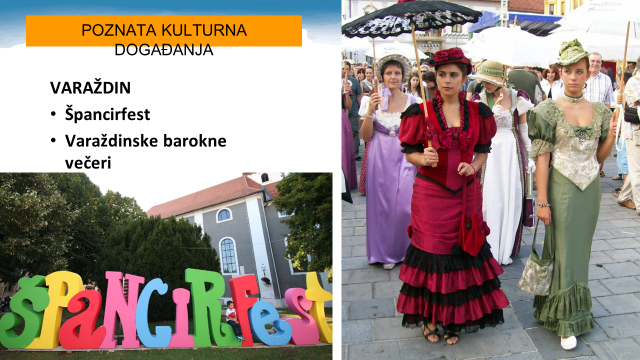 POZNATA KULTURNA
DOGAĐANJA
VARAŽDIN
• Špancirfest
• Varaždinske barokne
večeri
ŠPANCIRFeST